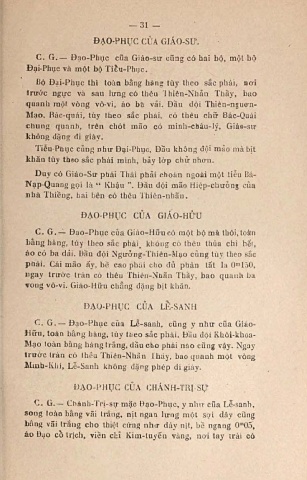 — 31 —
ĐẠO-PHỤC CỦA GIÁO-SƯ.
C. G. — Đạo-Phục của Giáo-sư cũng có hai bộ, một bộ
Đại-Phục và một bộ Tiểu-Phục.
Bộ Đại-Phục thì toàn bằng hàng tùy theo sắc phái, nơi
trước ngực và sau lưng có thêu Thiên-Nhãn Thầy, bao
quanh một vòng vô-vi, áo ba vải. Đầu đội Thiên-nguơn-
Mạo, Bác-quái, tùy theo sắc phái, có thêu chữ Bác-Quái
chung quanh, trên chót mão có minh-châu-lý, Giáo-sư
không đặng đi giày.
Tiểu-Phục cũng như Đại-Phục, Đầu không đội mão mà bịt
khăn tùy theo sắc phái mình, bảy lớp chữ nhơn.
Duy có Giáo-Sư phái Thái phải choàn ngoài một tiểu Bá-
Nạp-Quang gọi là “ Khậu ”. Đầu đội mão Hiệp-chưởng của
nhà Thiềng, hai bên có thêu Thiên-nhãn.
ĐẠO-PHỤC CỦA GIÁO-HỮU
C. G. — Đạo-Phục của Giáo-Hữu có một bộ mà thôi, toàn
bằng hàng, tùy theo sắc phái, không có thêu thùa chi hết,
áo có ba dải. Đầu đội Ngưỡng-Thiên-Mạo cũng tùy theo sắc
phái. Cái mão ấy, bề cao phải cho đủ phân tất là 0m150,
ngay trước trán có thêu Thiên-Nhãn Thầy, bao quanh ba
vòng vô-vi. Giáo-Hữu chẳng đặng bịt khăn.
ĐẠO-PHỤC CỦA LỄ-SANH
C. G. — Đạo-Phục của Lễ-sanh, cũng y như của Giáo-
Hữu, toàn bằng hàng, tùy theo sắc phái. Đầu đội Khôi-khoa-
Mạo toàn bằng hàng trắng, dầu cho phái nào cũng vậy. Ngay
trước trán có thêu Thiên-Nhãn Thầy, bao quanh một vòng
Minh-Khí, Lễ-Sanh không đặng phép đi giày.
ĐẠO-PHỤC CỦA CHÁNH-TRỊ SỰ
C. G. — Chánh-Trị-sự mặc Đạo-Phục, y như của Lễ-sanh,
song toàn bằng vải trắng, nịt ngan lưng một sợi dây cũng
bằng vải trắng cho thiệt cứng như dây nịt, bề ngang 0m05,
áo Đạo cổ trịch, viền chỉ Kim-tuyến vàng, nơi tay trái có